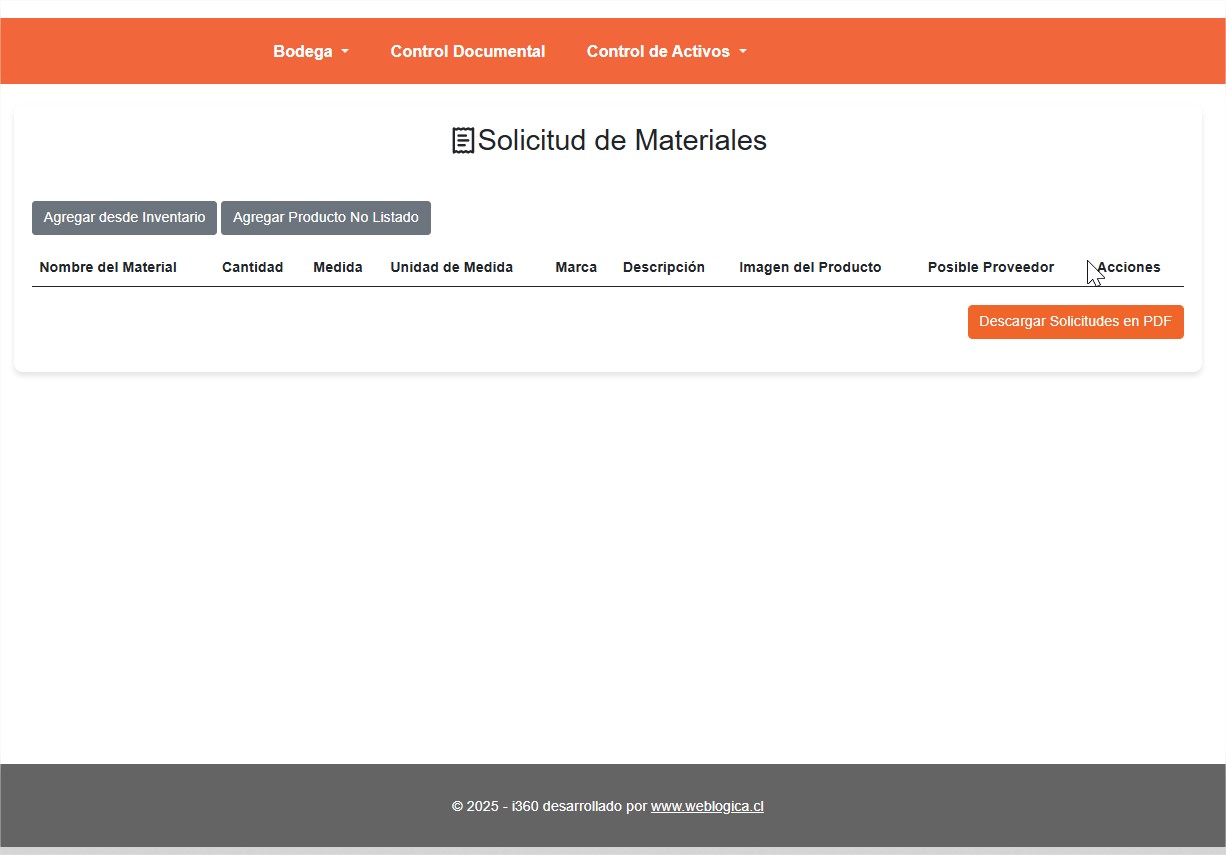 Bodega Control Documental Control de Activos
Solicitud de Materiales
Agregar desde Inventario Agregar Producto No Listado
Nombre del Material Cantidad Medida Unidad de Medida Marca Descripción Imagen del Producto Posible Proveedor Acciones
Descargar Solicitudes en PDF
© 2025 - i360 desarrollado por www.weblogica.cl